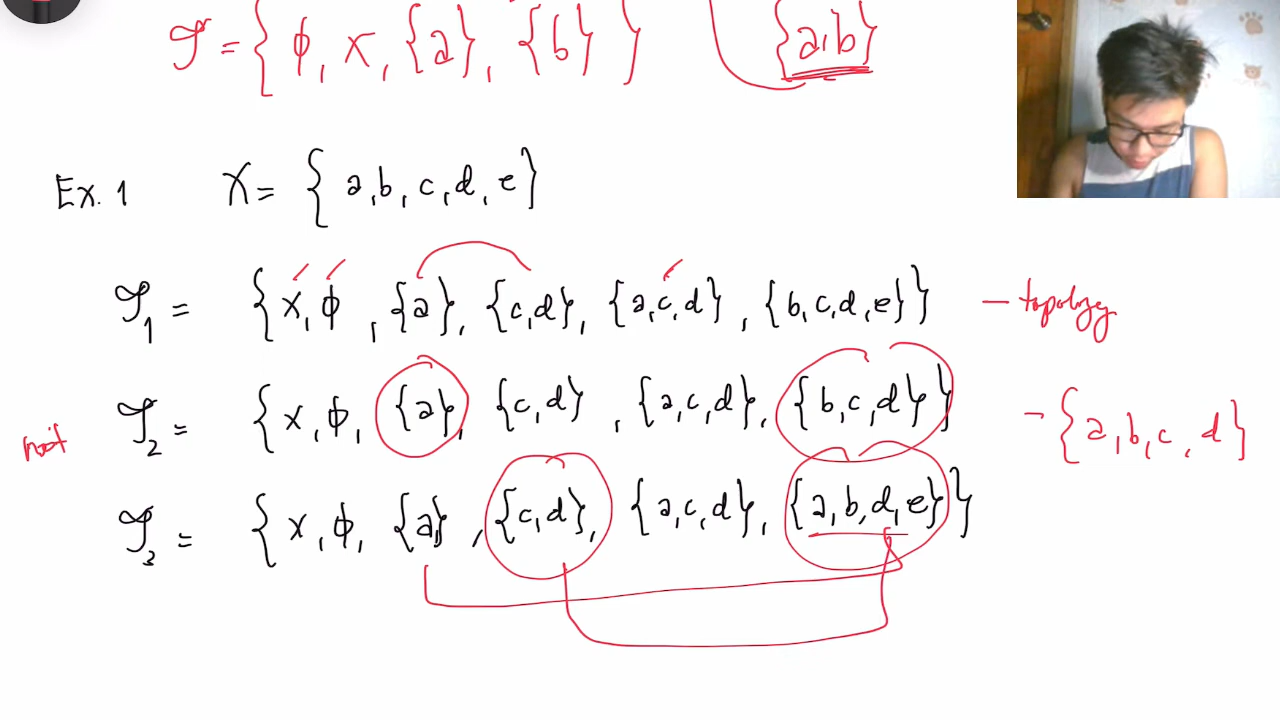 𝒯 = { ϕ, X, {a}, {b} } {a,b}
Ex. 1 X = { a, b, c, d, e }
𝒯₁ = { X, ϕ, {a}, {c,d}, {a,c,d}, {b,c,d,e} } — topology
not 𝒯₂ = { X, ϕ, {a}, {c,d}, {a,c,d}, {b,c,d} } - {a,b,c,d}
𝒯₃ = { X, ϕ, {a}, {c,d}, {a,c,d}, {a,b,d,e} }